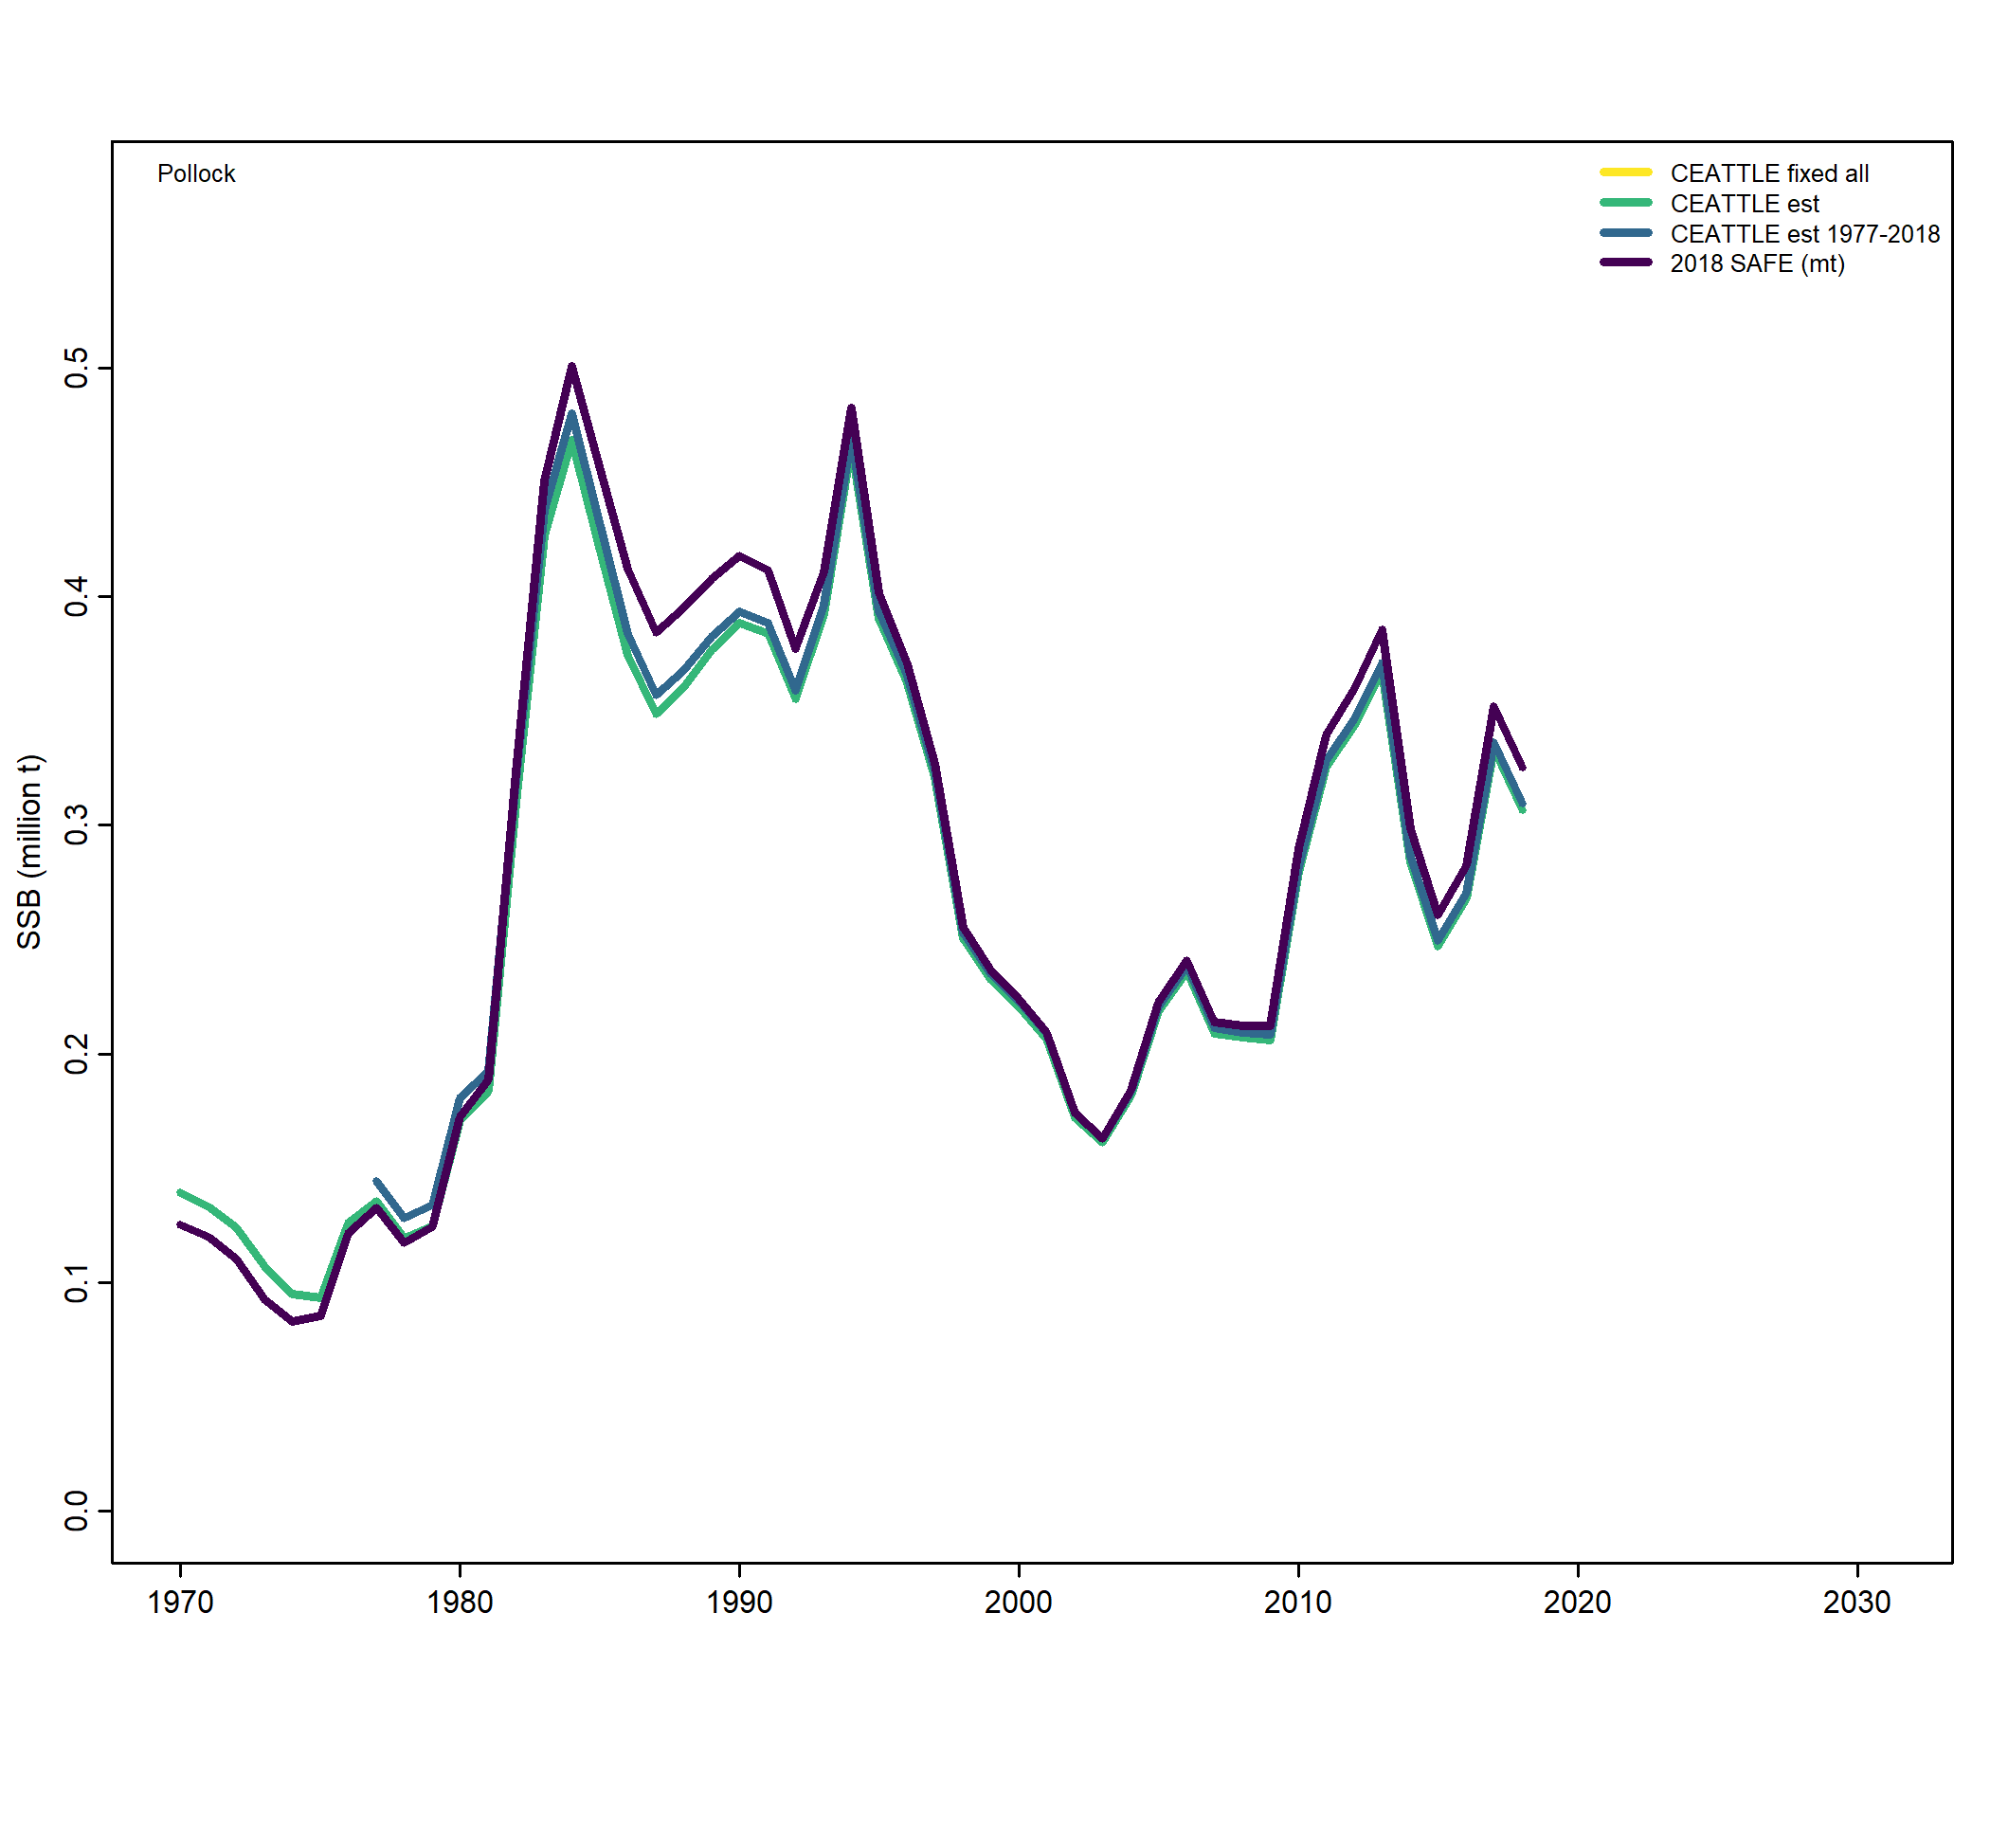 Pollock
CEATTLE fixed all
CEATTLE est
CEATTLE est 1977-2018
2018 SAFE (mt)
SSB (million t)
0.5
0.4
0.3
0.2
0.1
0.0
1970 1980 1990 2000 2010 2020 2030